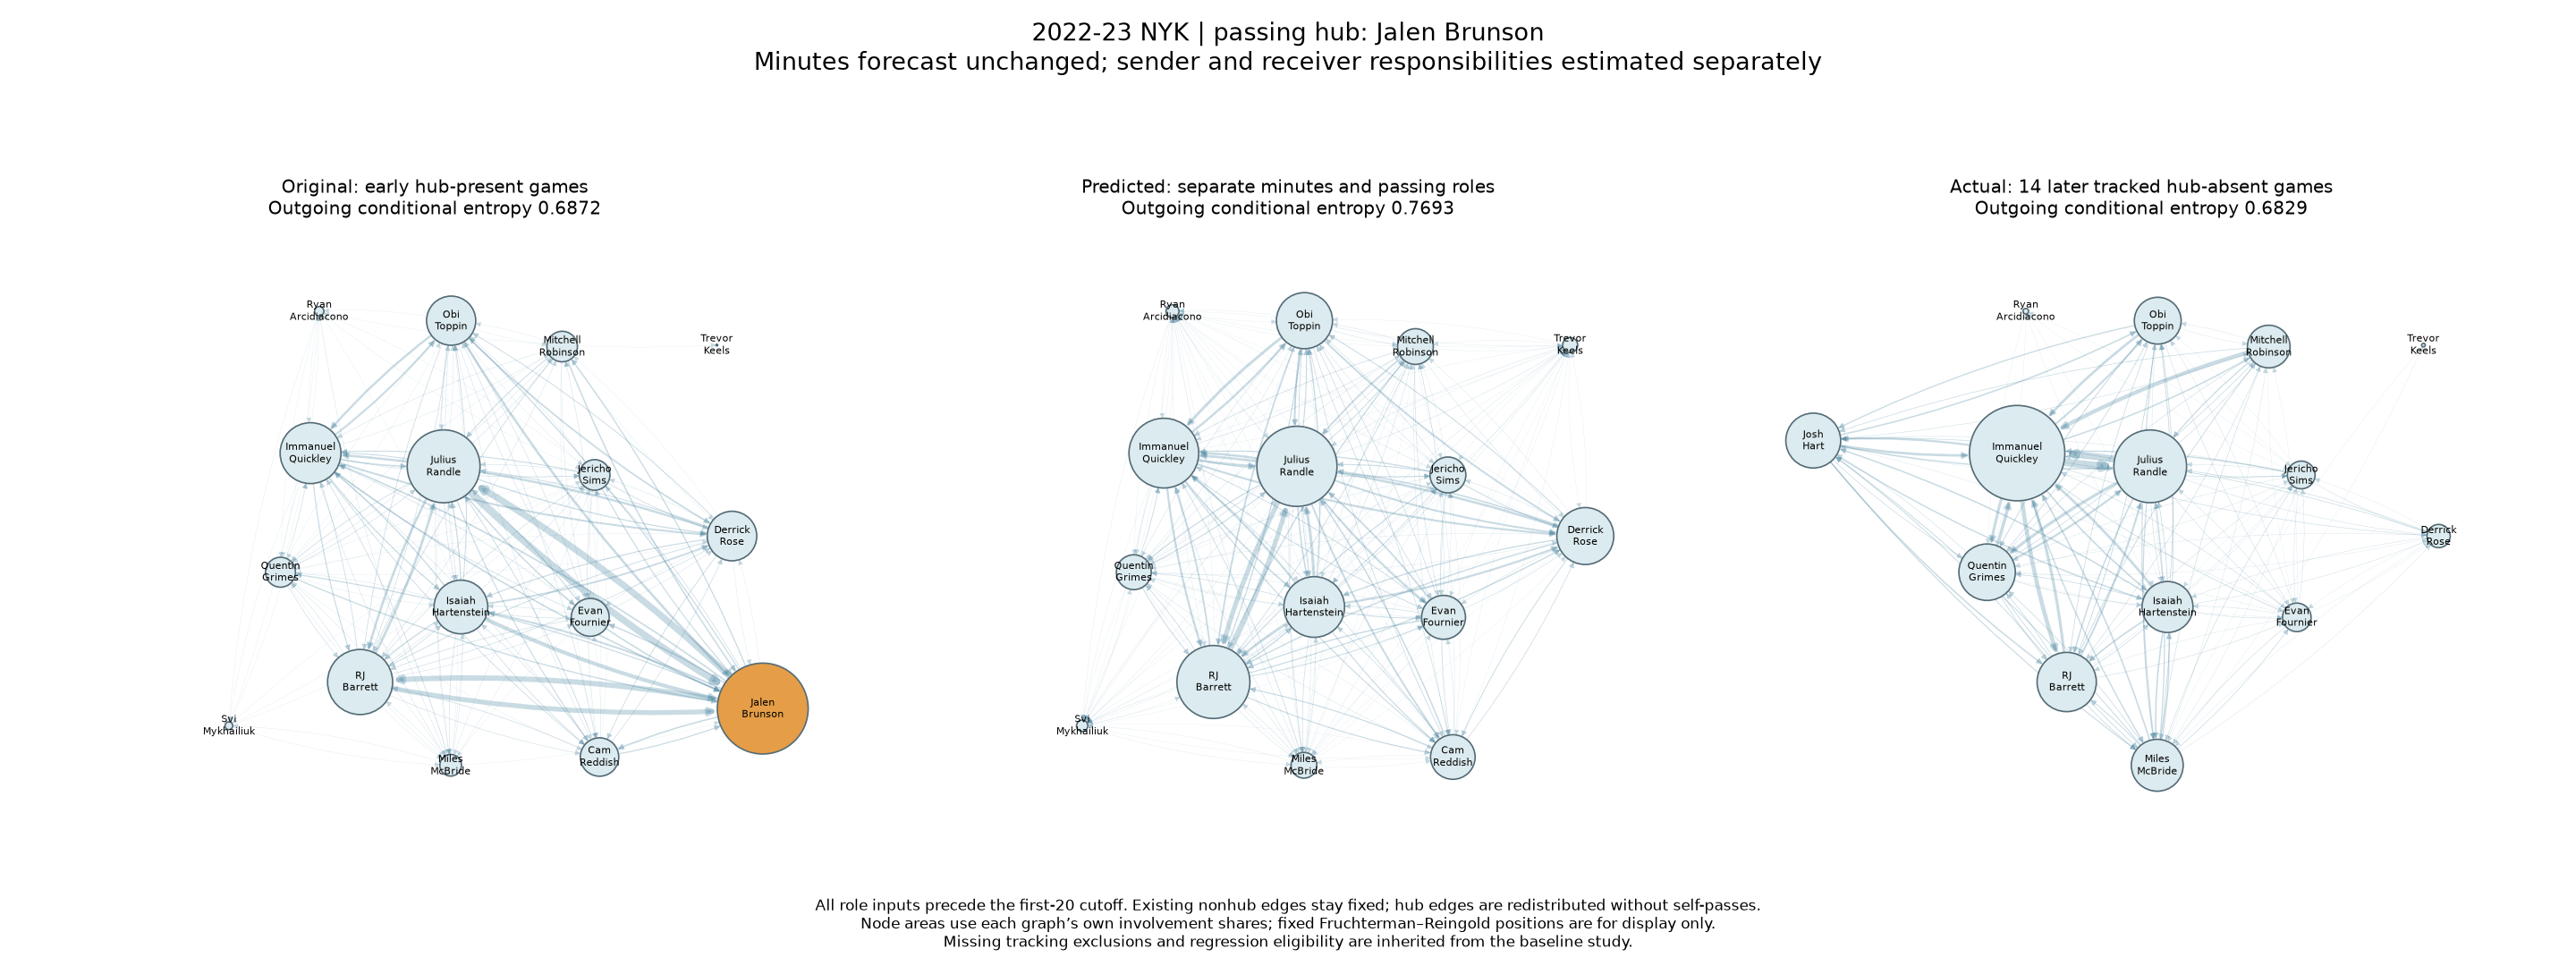 2022-23 NYK | passing hub: Jalen Brunson
Minutes forecast unchanged; sender and receiver responsibilities estimated separately
Original: early hub-present games
Outgoing conditional entropy 0.6872
Ryan
Arcidiacono
Obi
Toppin
Mitchell
Robinson
Trevor
Keels
Immanuel
Quickley
Julius
Randle
Jericho
Sims
Derrick
Rose
Quentin
Grimes
Isaiah
Hartenstein
Evan
Fournier
RJ
Barrett
Jalen
Brunson
Svi
Mykhailiuk
Miles
McBride
Cam
Reddish
Predicted: separate minutes and passing roles
Outgoing conditional entropy 0.7693
Ryan
Arcidiacono
Obi
Toppin
Mitchell
Robinson
Trevor
Keels
Immanuel
Quickley
Julius
Randle
Jericho
Sims
Derrick
Rose
Quentin
Grimes
Isaiah
Hartenstein
Evan
Fournier
RJ
Barrett
Svi
Mykhailiuk
Miles
McBride
Cam
Reddish
Actual: 14 later tracked hub-absent games
Outgoing conditional entropy 0.6829
Ryan
Arcidiacono
Obi
Toppin
Mitchell
Robinson
Trevor
Keels
Josh
Hart
Immanuel
Quickley
Julius
Randle
Jericho
Sims
Derrick
Rose
Quentin
Grimes
Isaiah
Hartenstein
Evan
Fournier
RJ
Barrett
Miles
McBride
All role inputs precede the first-20 cutoff. Existing nonhub edges stay fixed; hub edges are redistributed without self-passes.
Node areas use each graph’s own involvement shares; fixed Fruchterman–Reingold positions are for display only.
Missing tracking exclusions and regression eligibility are inherited from the baseline study.